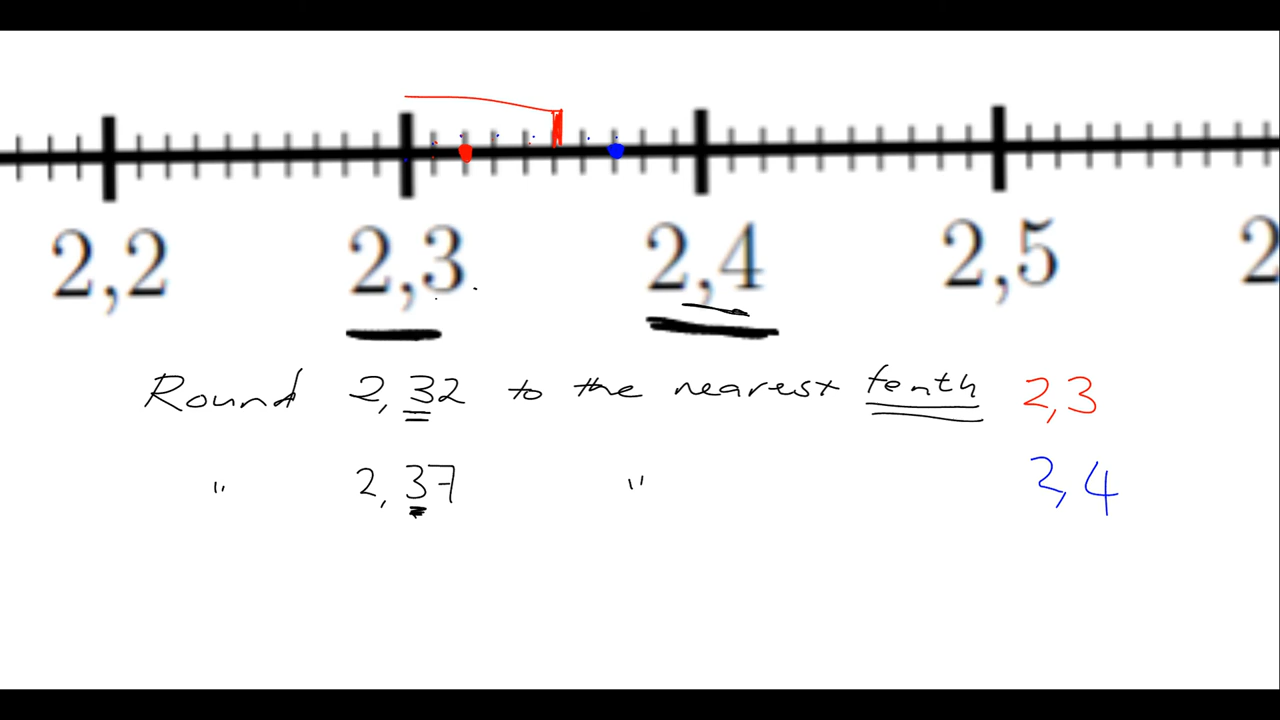 2,2 2,3 2,4 2,5 2
Round 2,32 to the nearest tenth 2,3
" 2,37 " 2,4